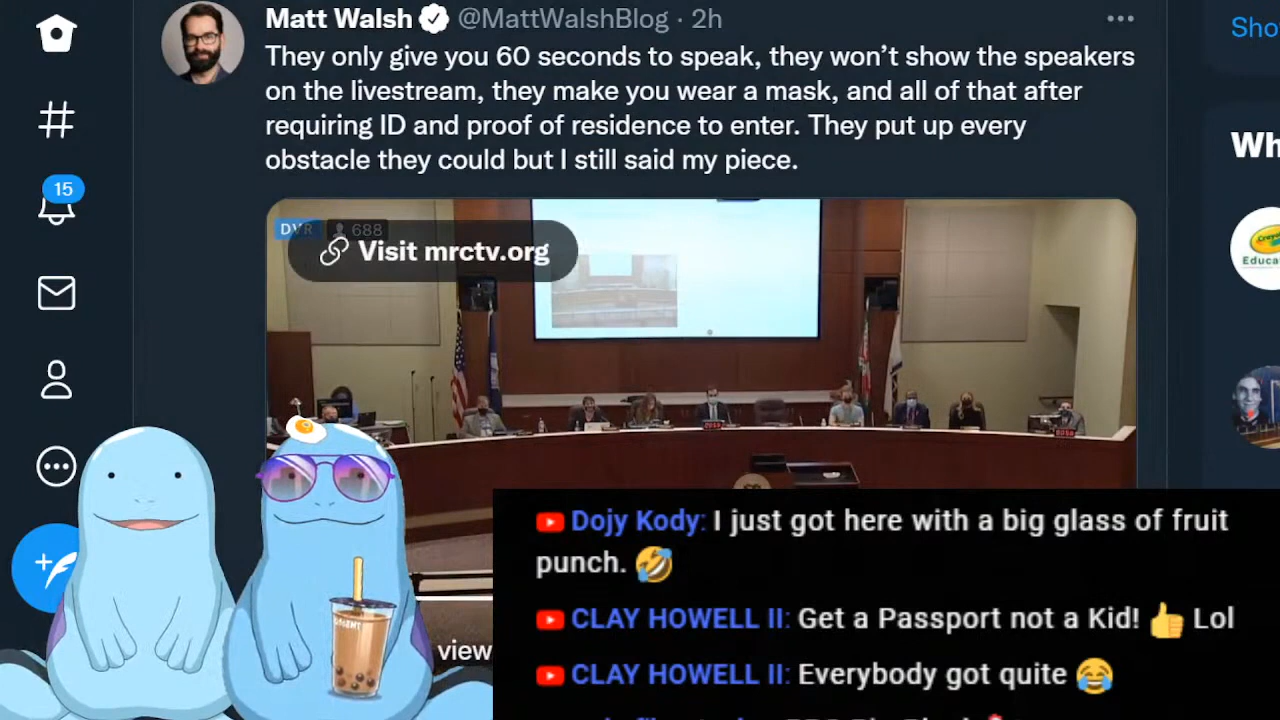 Matt Walsh @MattWalshBlog · 2h
They only give you 60 seconds to speak, they won’t show the speakers
on the livestream, they make you wear a mask, and all of that after
requiring ID and proof of residence to enter. They put up every
obstacle they could but I still said my piece.
Sho
Wh
15
DVR 688
Visit mrctv.org
Crayola
Educa
view
Dojy Kody: I just got here with a big glass of fruit
punch. 🤣
CLAY HOWELL II: Get a Passport not a Kid! 👍 Lol
CLAY HOWELL II: Everybody got quite 😂